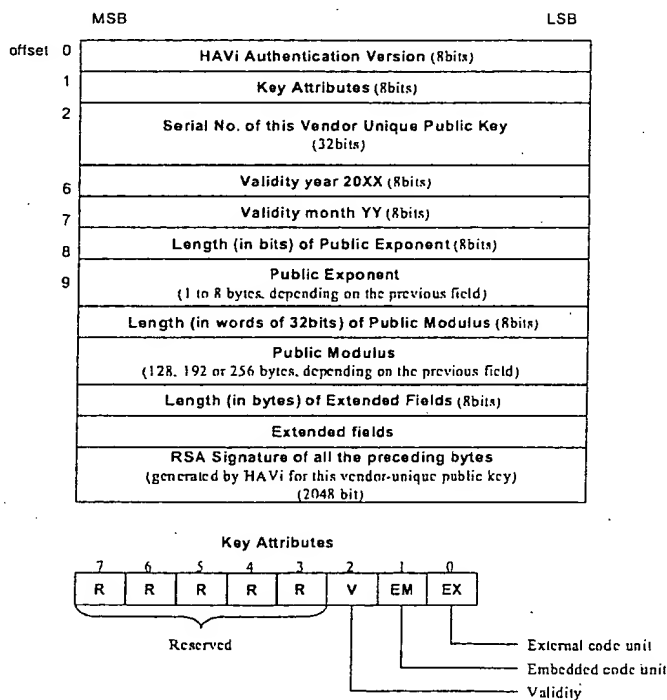 MSB LSB
offset 0 HAVi Authentication Version (8bits)
1 Key Attributes (8bits)
2 Serial No. of this Vendor Unique Public Key
(32bits)
6 Validity year 20XX (8bits)
7 Validity month YY (8bits)
8 Length (in bits) of Public Exponent (8bits)
9 Public Exponent
(1 to 8 bytes, depending on the previous field)
Length (in words of 32bits) of Public Modulus (8bits)
Public Modulus
(128, 192 or 256 bytes, depending on the previous field)
Length (in bytes) of Extended Fields (8bits)
Extended fields
RSA Signature of all the preceding bytes
(generated by HAVi for this vendor-unique public key)
(2048 bit)
Key Attributes
7 6 5 4 3 2 1 0
R R R R R V EM EX
Reserved
External code unit
Embedded code unit
Validity